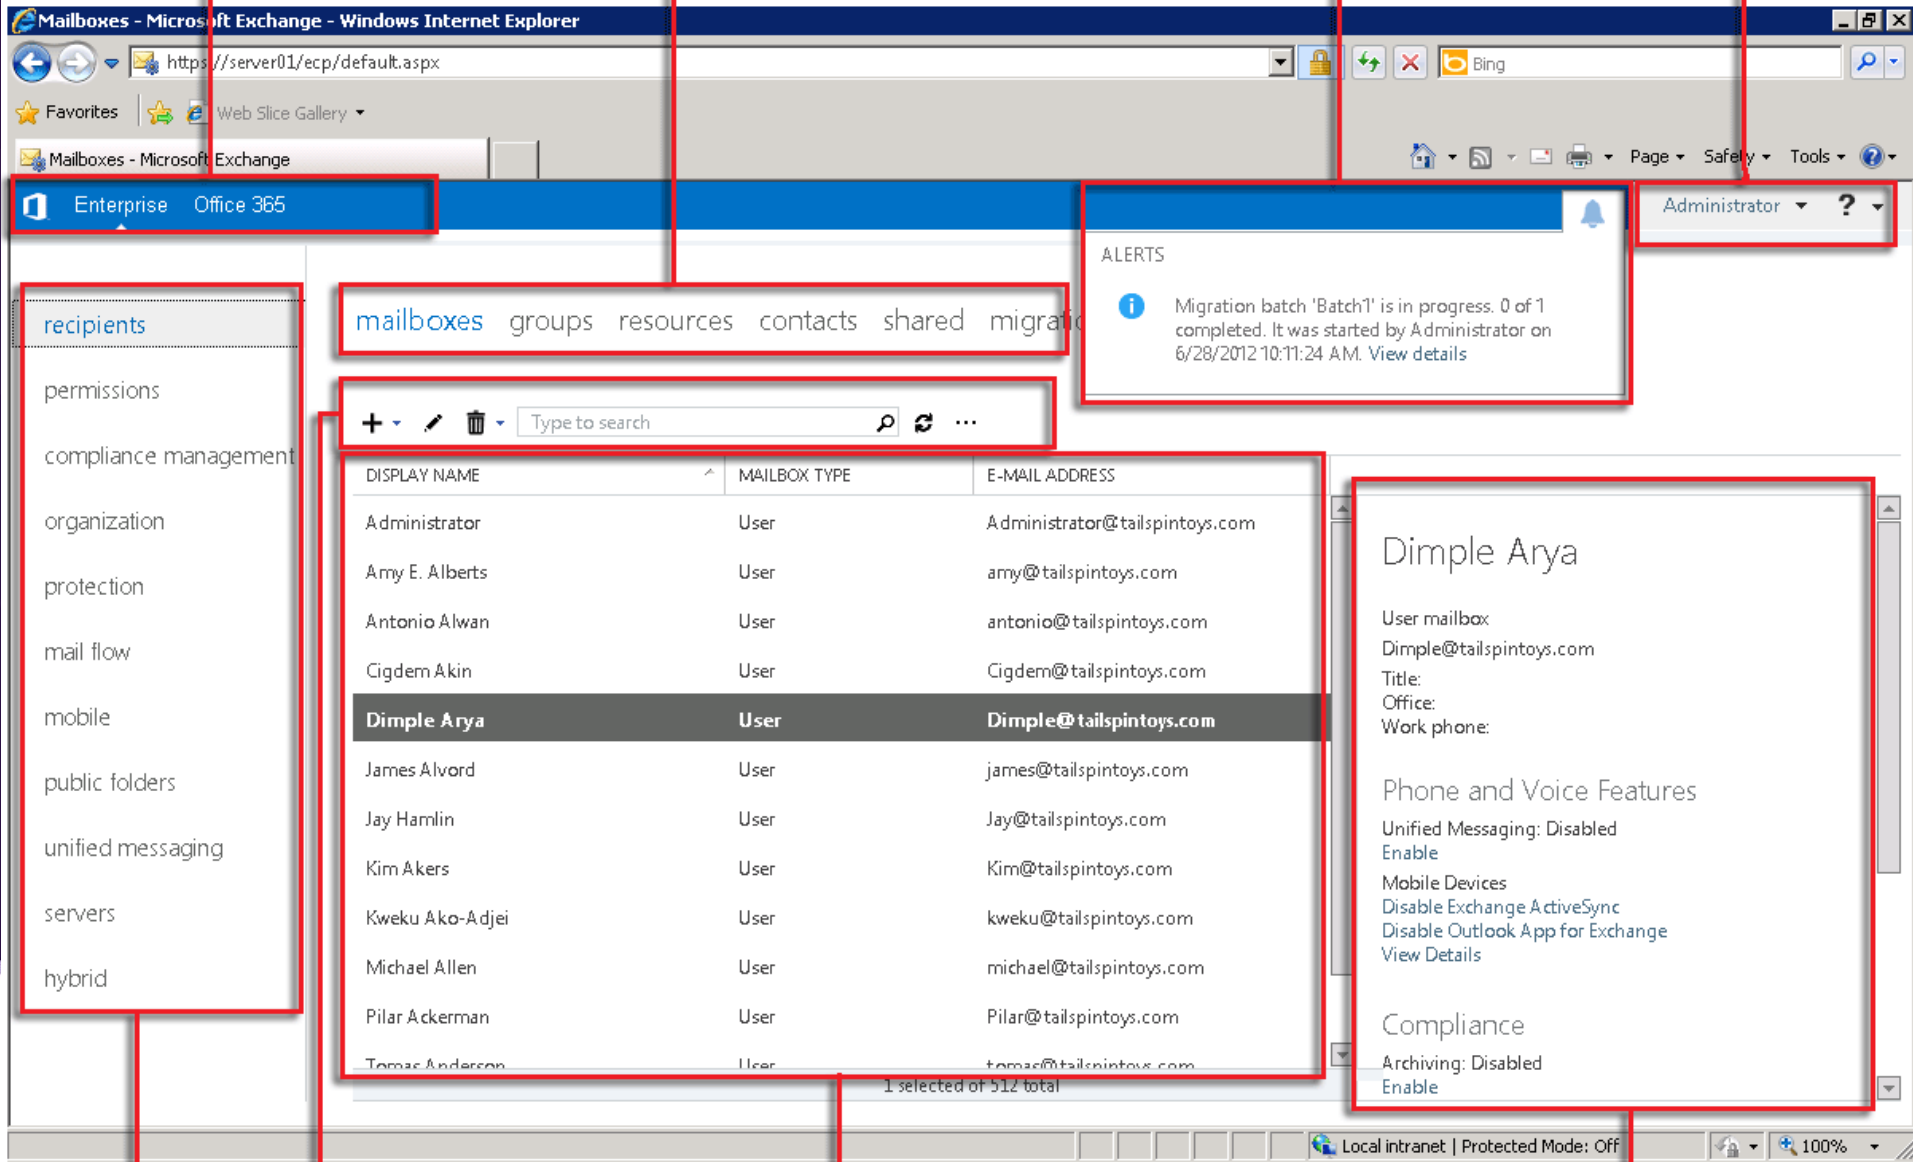 Mailboxes - Microsoft Exchange - Windows Internet Explorer
https://server01/ecp/default.aspx
Bing
Favorites
Web Slice Gallery
Mailboxes - Microsoft Exchange
Page
Safety
Tools
Enterprise
Office 365
Administrator
?
ALERTS
Migration batch 'Batch1' is in progress. 0 of 1
completed. It was started by Administrator on
6/28/2012 10:11:24 AM. View details
recipients
permissions
compliance management
organization
protection
mail flow
mobile
public folders
unified messaging
servers
hybrid
mailboxes groups resources contacts shared
Type to search
DISPLAY NAME MAILBOX TYPE E-MAIL ADDRESS
Administrator User Administrator@tailspintoys.com
Amy E. Alberts User amy@tailspintoys.com
Antonio Alwan User antonio@tailspintoys.com
Cigdem Akin User Cigdem@tailspintoys.com
Dimple Arya User Dimple@tailspintoys.com
James Alvord User james@tailspintoys.com
Jay Hamlin User Jay@tailspintoys.com
Kim Akers User Kim@tailspintoys.com
Kweku Ako-Adjei User kweku@tailspintoys.com
Michael Allen User michael@tailspintoys.com
Pilar Ackerman User Pilar@tailspintoys.com
Tomas Anderson User tomas@tailspintoys.com
1 selected of 512 total
Dimple Arya
User mailbox
Dimple@tailspintoys.com
Title:
Office:
Work phone:
Phone and Voice Features
Unified Messaging: Disabled
Enable
Mobile Devices
Disable Exchange ActiveSync
Disable Outlook App for Exchange
View Details
Compliance
Archiving: Disabled
Enable
Local intranet | Protected Mode: Off
100%